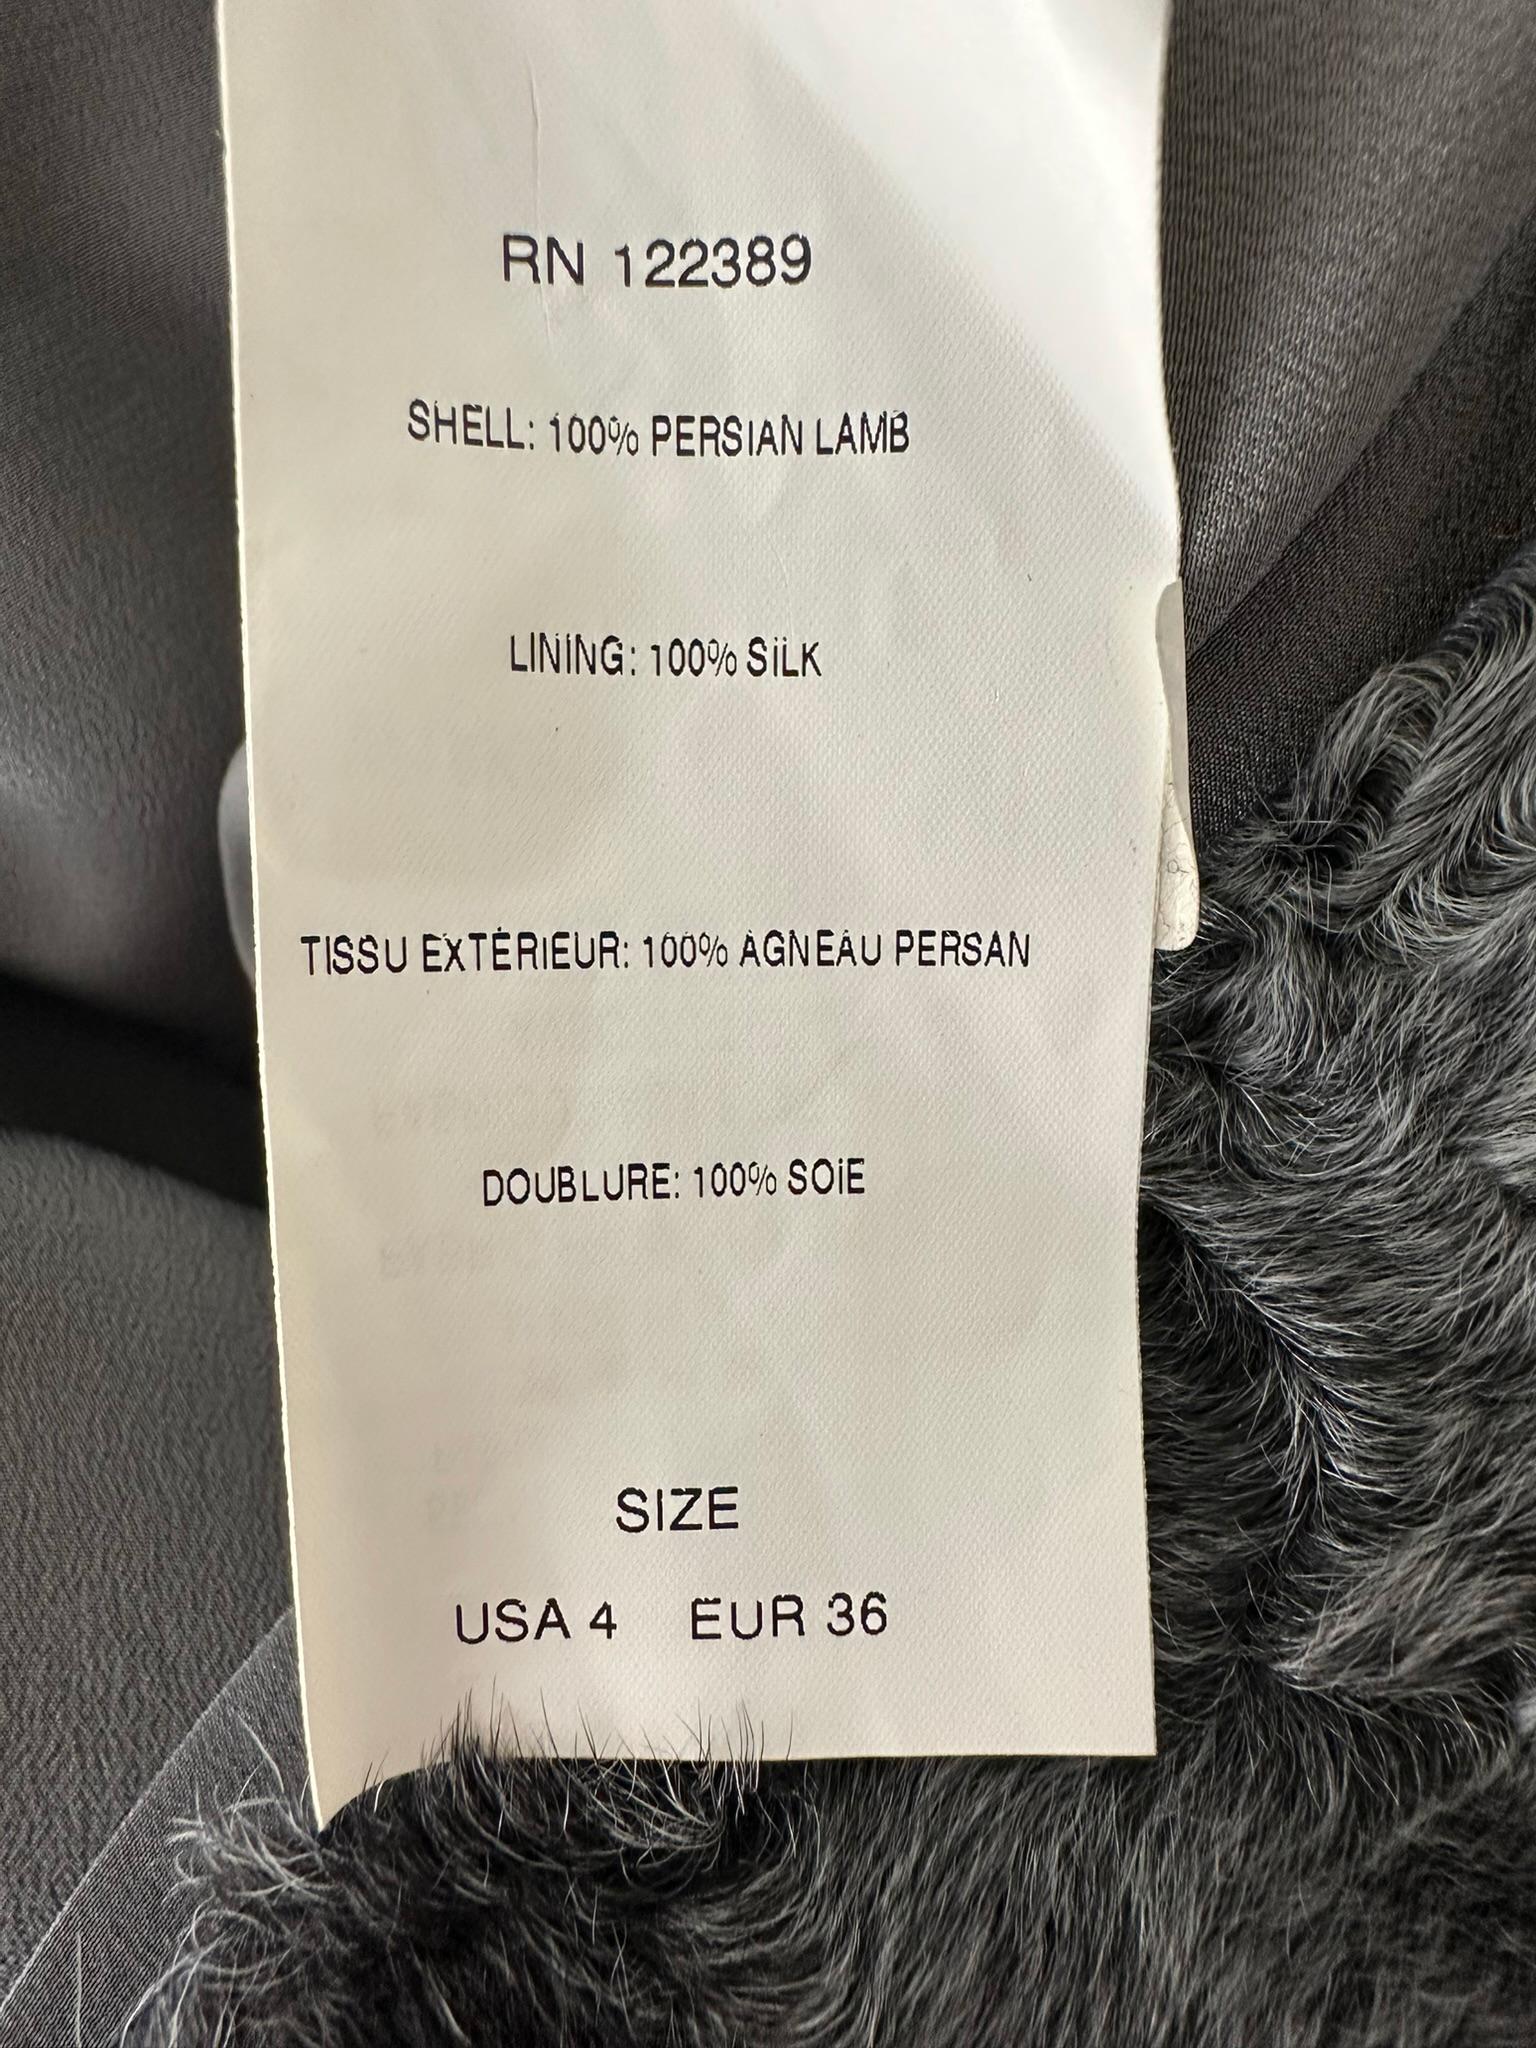 RN 122389
SHELL: 100% PERSIAN LAMB
LINING: 100% SILK
TISSU EXTÉRIEUR: 100% AGNEAU PERSAN
DOUBLURE: 100% SOIE
SIZE
USA 4 EUR 36